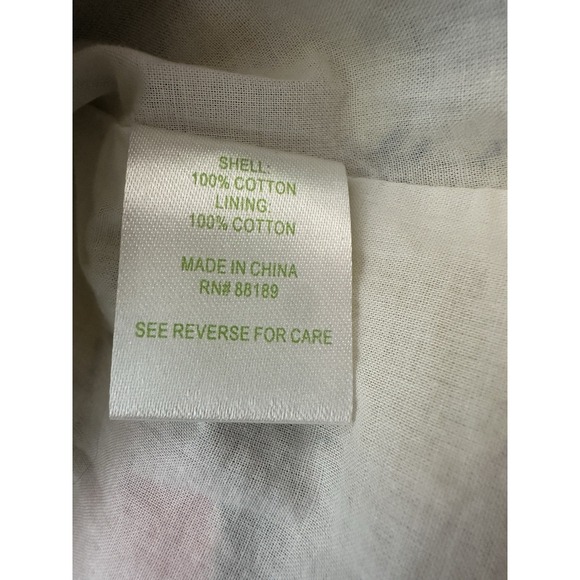 SHELL:
100% COTTON
LINING:
100% COTTON
MADE IN CHINA
RN# 88189
SEE REVERSE FOR CARE